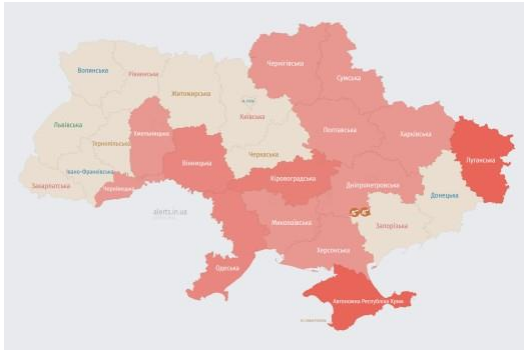 Чернігівська
Волинська
Рівненська
Сумська
Житомирська
Київська
Львівська
Полтавська
Харківська
Хмельницька
Тернопільська
Черкаська
Луганська
Вінницька
Івано-Франківська
Кіровоградська
Дніпропетровська
Закарпатська
Чернівецька
Донецька
alerts.in.ua
GG
Миколаївська
Запорізька
Херсонська
Одеська
Автономна Республіка Крим